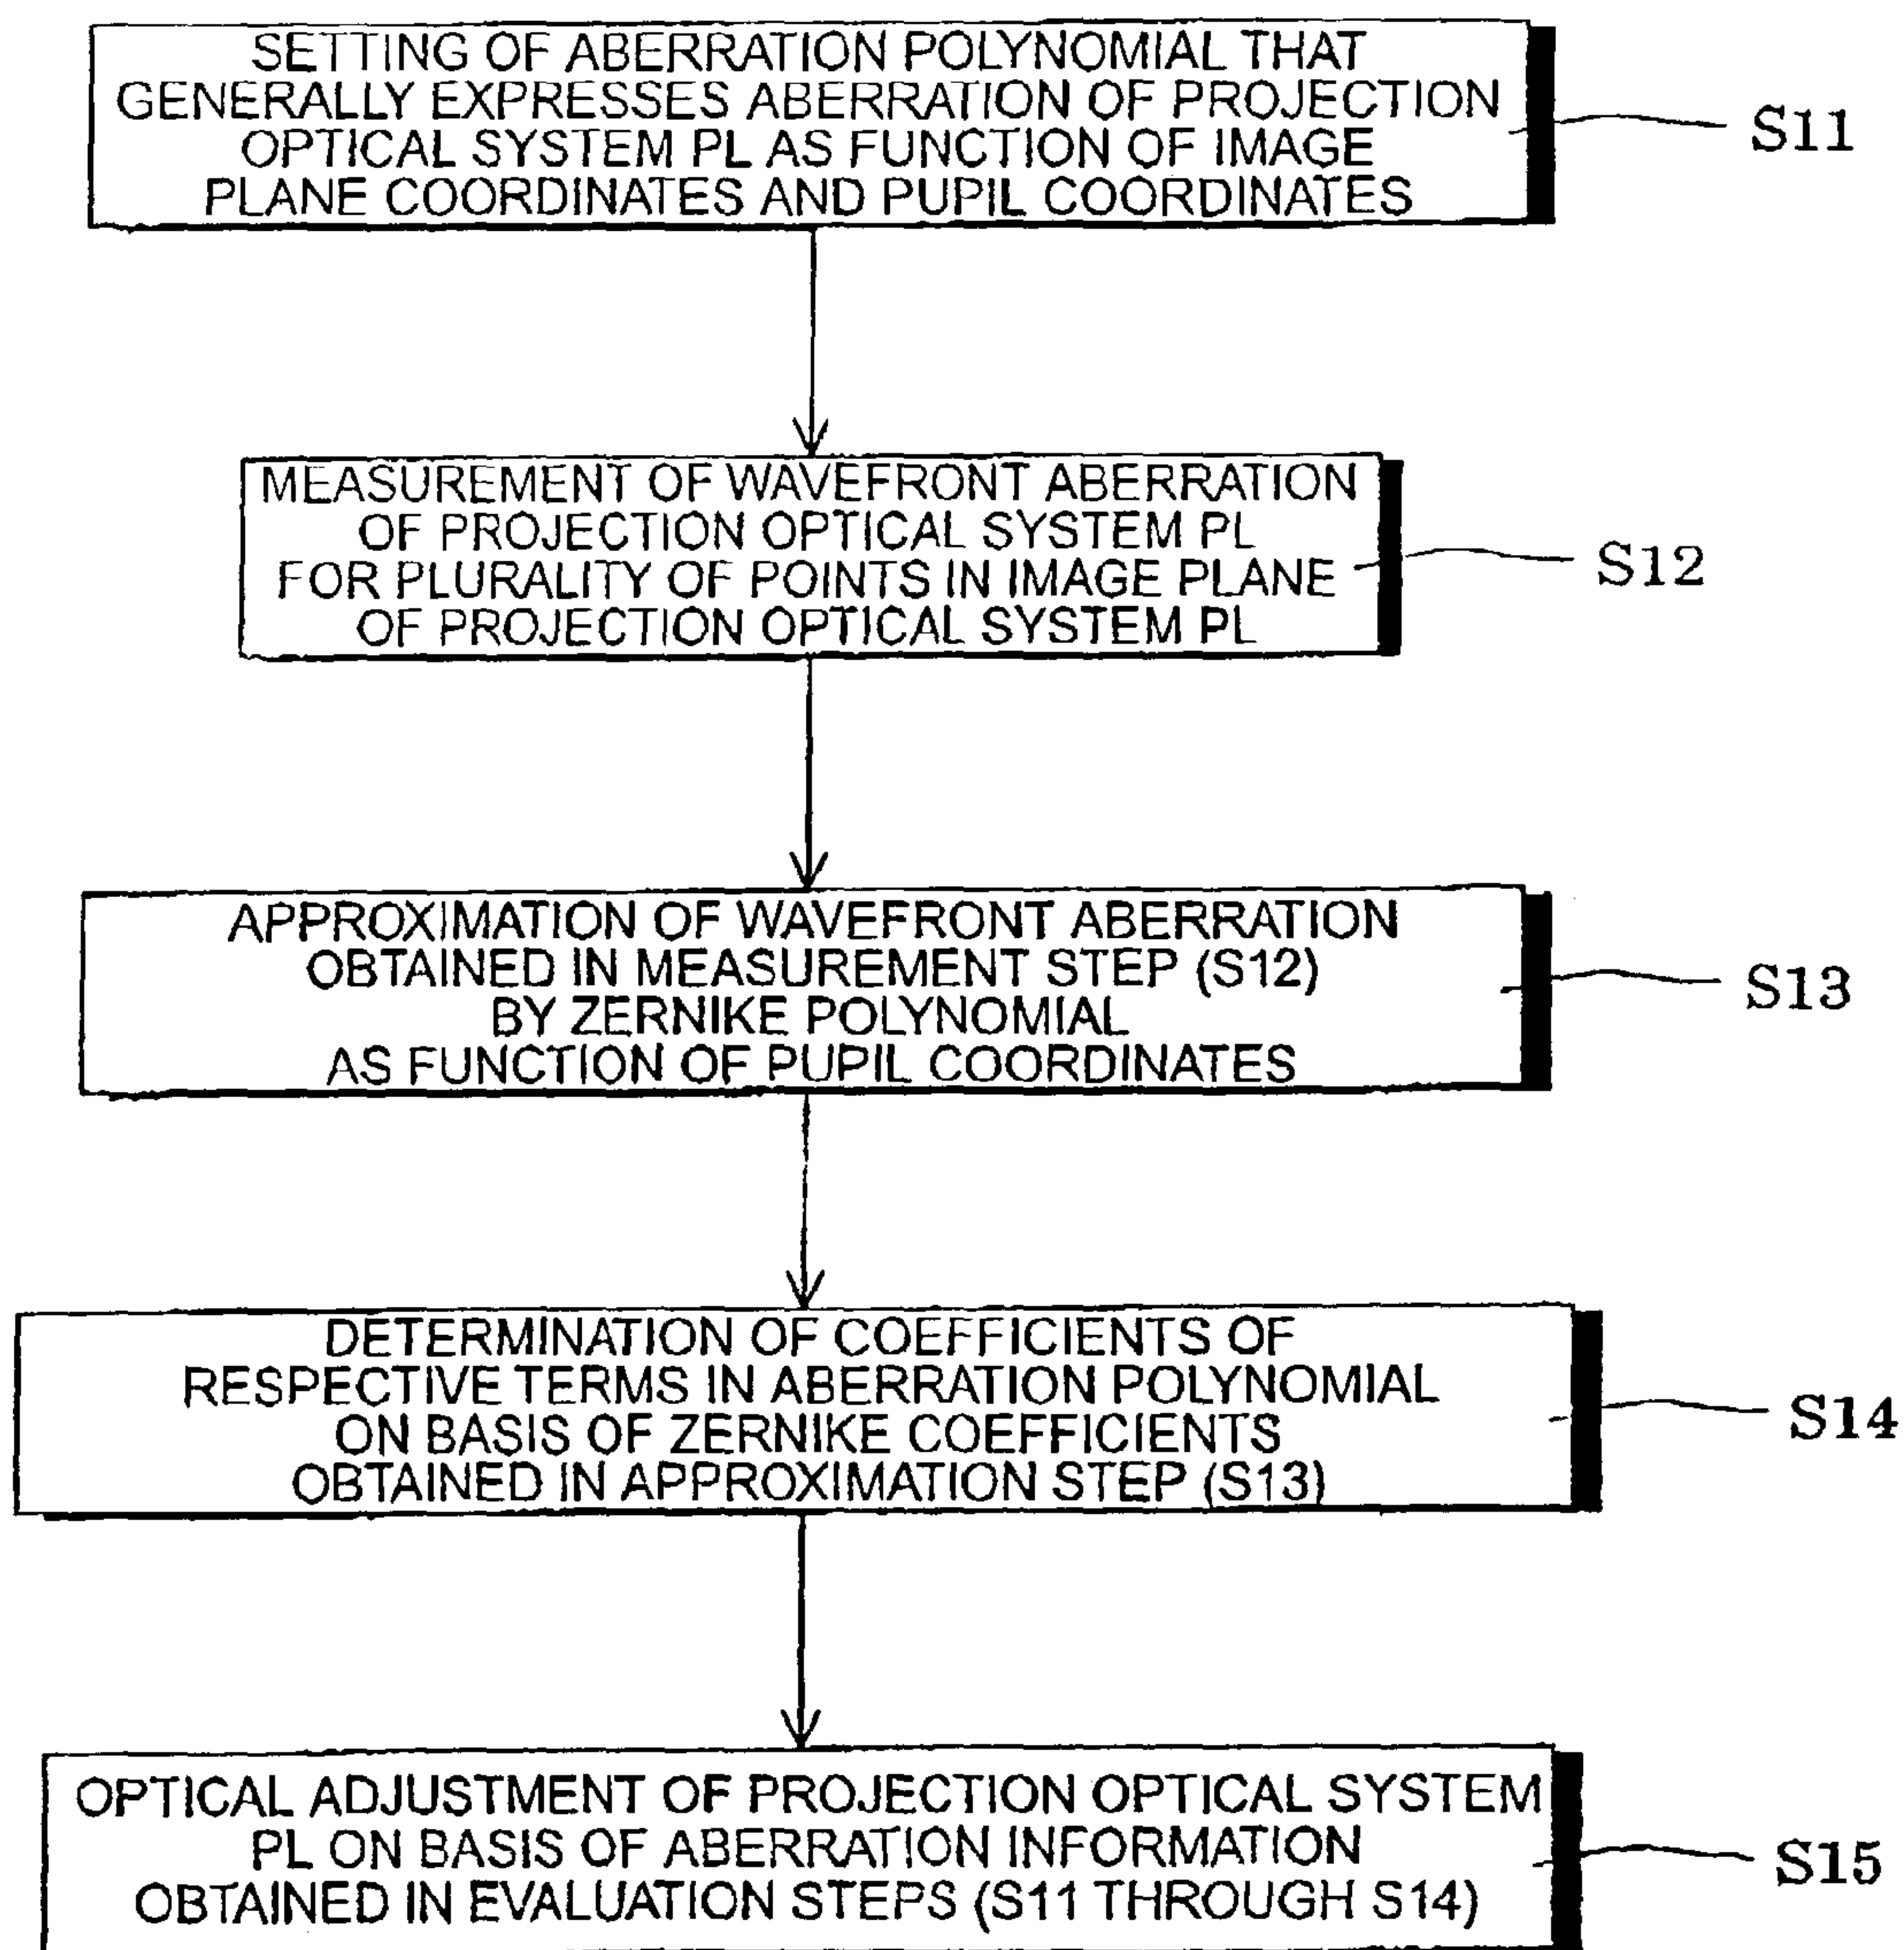 SETTING OF ABERRATION POLYNOMIAL THAT
GENERALLY EXPRESSES ABERRATION OF PROJECTION
OPTICAL SYSTEM PL AS FUNCTION OF IMAGE
PLANE COORDINATES AND PUPIL COORDINATES
S11
MEASUREMENT OF WAVEFRONT ABERRATION
OF PROJECTION OPTICAL SYSTEM PL
FOR PLURALITY OF POINTS IN IMAGE PLANE
OF PROJECTION OPTICAL SYSTEM PL
S12
APPROXIMATION OF WAVEFRONT ABERRATION
OBTAINED IN MEASUREMENT STEP (S12)
BY ZERNIKE POLYNOMIAL
AS FUNCTION OF PUPIL COORDINATES
S13
DETERMINATION OF COEFFICIENTS OF
RESPECTIVE TERMS IN ABERRATION POLYNOMIAL
ON BASIS OF ZERNIKE COEFFICIENTS
OBTAINED IN APPROXIMATION STEP (S13)
S14
OPTICAL ADJUSTMENT OF PROJECTION OPTICAL SYSTEM
PL ON BASIS OF ABERRATION INFORMATION
OBTAINED IN EVALUATION STEPS (S11 THROUGH S14)
S15